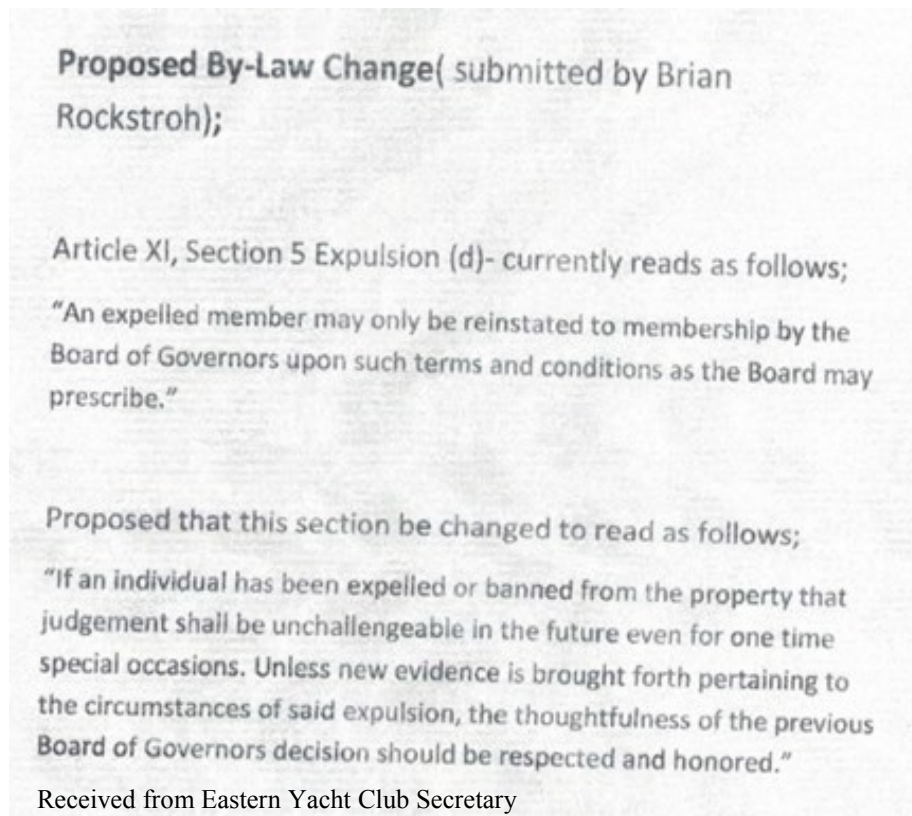 Proposed By-Law Change( submitted by Brian
Rockstroh);
Article XI, Section 5 Expulsion (d)- currently reads as follows;
"An expelled member may only be reinstated to membership by the
Board of Governors upon such terms and conditions as the Board may
prescribe."
Proposed that this section be changed to read as follows;
"If an individual has been expelled or banned from the property that
judgement shall be unchallengeable in the future even for one time
special occasions. Unless new evidence is brought forth pertaining to
the circumstances of said expulsion, the thoughtfulness of the previous
Board of Governors decision should be respected and honored."
Received from Eastern Yacht Club Secretary